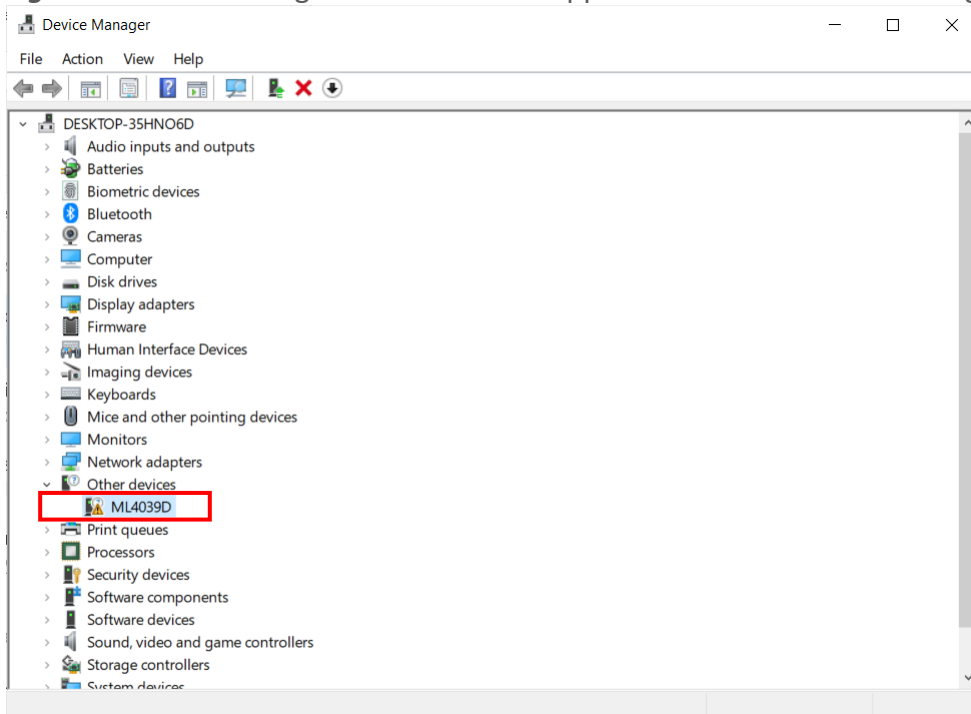 Device Manager
File Action View Help
DESKTOP-35HNO6D
Audio inputs and outputs
Batteries
Biometric devices
Bluetooth
Cameras
Computer
Disk drives
Display adapters
Firmware
Human Interface Devices
Imaging devices
Keyboards
Mice and other pointing devices
Monitors
Network adapters
Other devices
ML4039D
Print queues
Processors
Security devices
Software components
Software devices
Sound, video and game controllers
Storage controllers
System devices